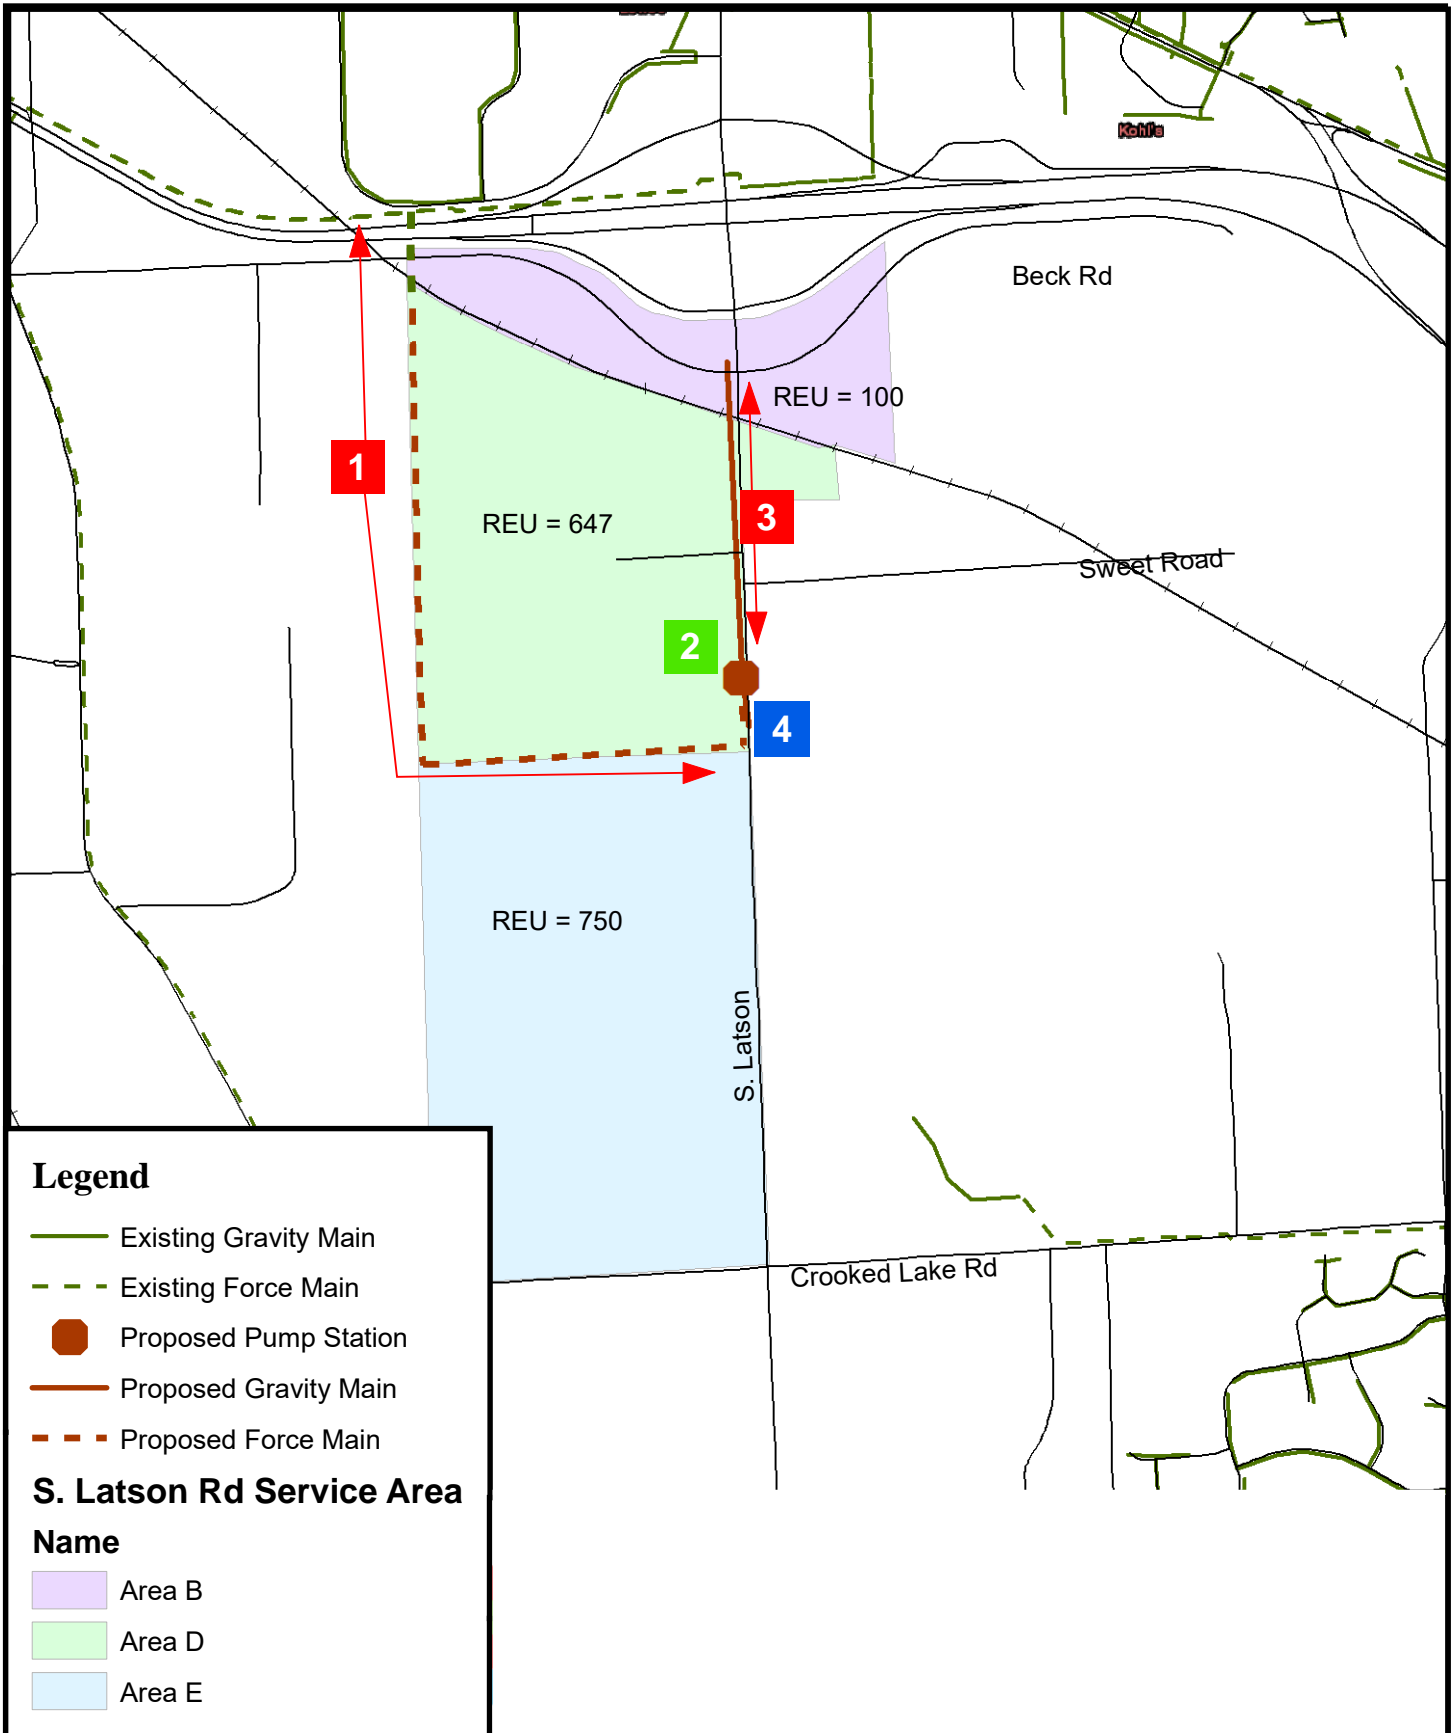 Kohl's
Beck Rd
REU = 100
1
3
REU = 647
Sweet Road
2
4
REU = 750
S. Latson
Crooked Lake Rd
Legend
Existing Gravity Main
Existing Force Main
Proposed Pump Station
Proposed Gravity Main
Proposed Force Main
S. Latson Rd Service Area
Name
Area B
Area D
Area E